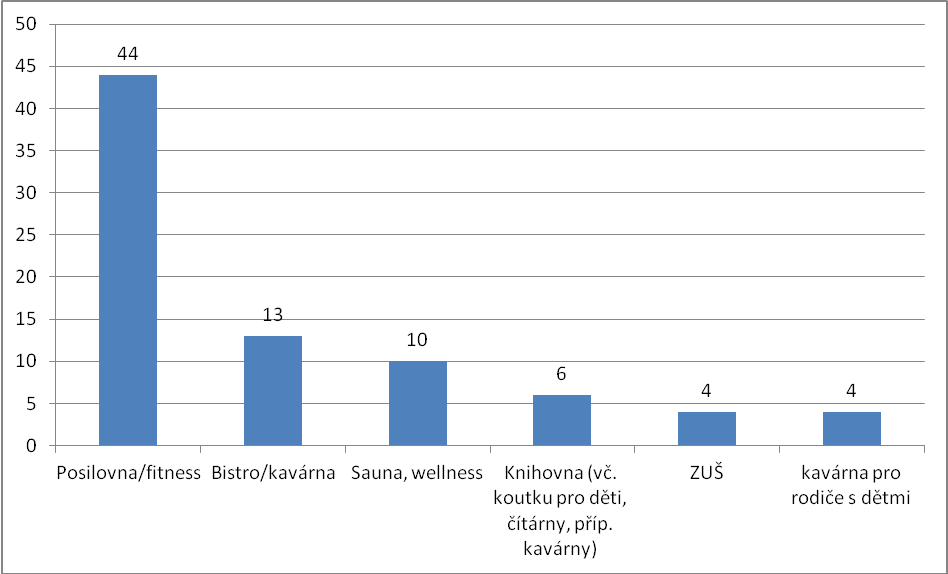 50
45
40
35
30
25
20
15
10
5
0
44
13
10
6
4
4
Posilovna/fitness
Bistro/kavárna
Sauna, wellness
Knihovna (vč.
koutku pro děti,
čítárny, příp.
kavárny)
ZUŠ
kavárna pro
rodiče s dětmi